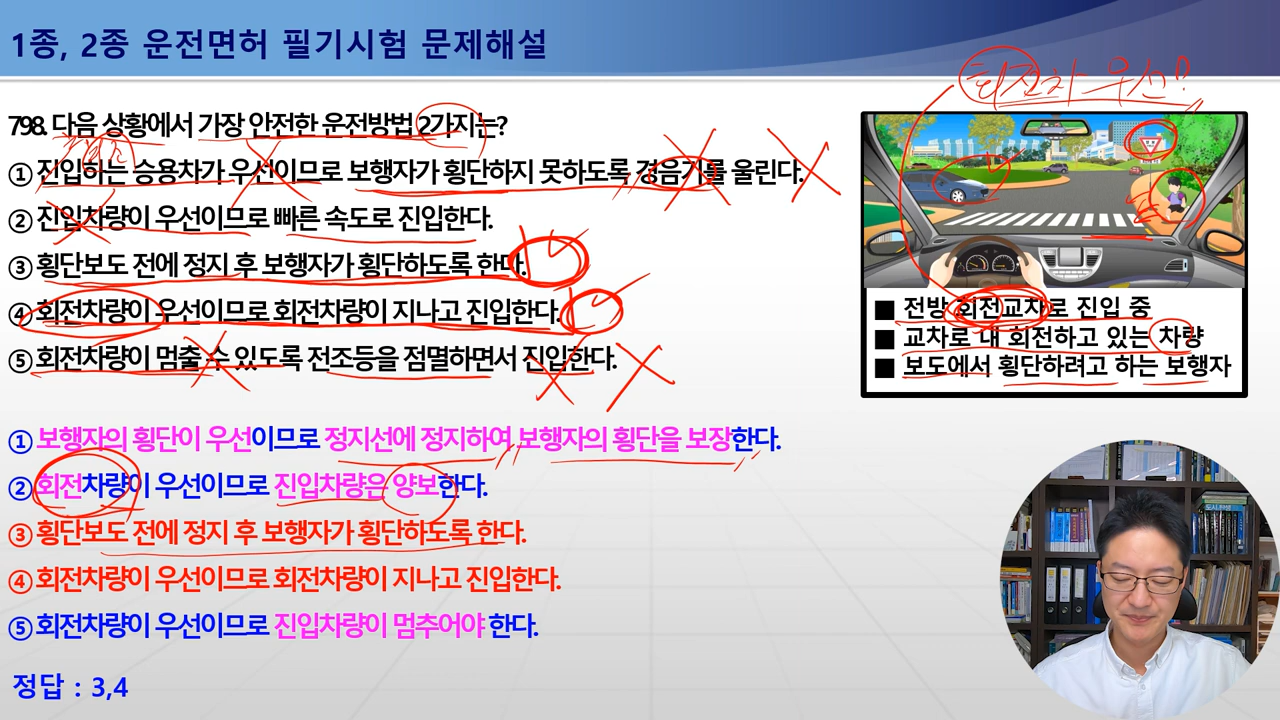 1종, 2종 운전면허 필기시험 문제해설
회전차 우선!
798. 다음 상황에서 가장 안전한 운전방법 2가지는?
① 진입하는 승용차가 우선이므로 보행자가 횡단하지 못하도록 경음기를 울린다.
② 진입차량이 우선이므로 빠른 속도로 진입한다.
③ 횡단보도 전에 정지 후 보행자가 횡단하도록 한다.
④ 회전차량이 우선이므로 회전차량이 지나고 진입한다.
⑤ 회전차량이 멈출 수 있도록 전조등을 점멸하면서 진입한다.
■ 전방 회전교차로 진입 중
■ 교차로 내 회전하고 있는 차량
■ 보도에서 횡단하려고 하는 보행자
① 보행자의 횡단이 우선이므로 정지선에 정지하여 보행자의 횡단을 보장한다.
② 회전차량이 우선이므로 진입차량은 양보한다.
③ 횡단보도 전에 정지 후 보행자가 횡단하도록 한다.
④ 회전차량이 우선이므로 회전차량이 지나고 진입한다.
⑤ 회전차량이 우선이므로 진입차량이 멈추어야 한다.
정답 : 3,4